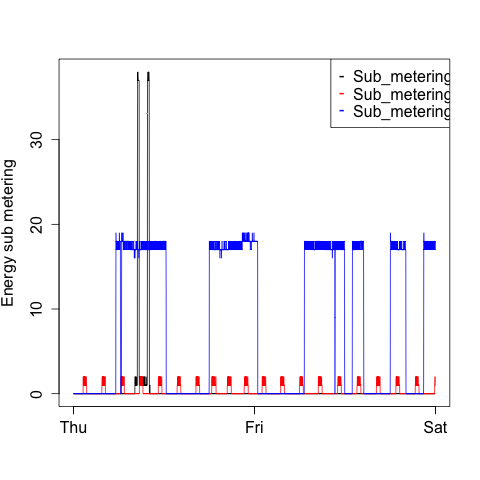 Sub_metering
Sub_metering
Sub_metering
Energy sub metering
30
20
10
0
Thu Fri Sat